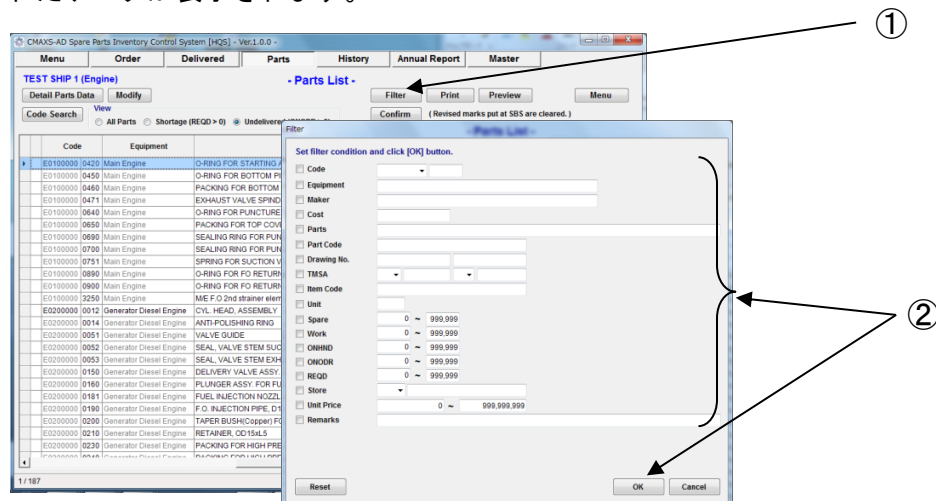 ①
CMAXS-AD Spare Parts Inventory Control System [HQS] - Ver.1.0.0 -
Menu Order Delivered Parts History Annual Report Master
TEST SHIP 1 (Engine) - Parts List -
Detail Parts Data Modify Filter Print Preview Menu
Code Search View All Parts Shortage (REQD > 0) Confirm ( Revised marks put at SBS are cleared. )
Code Equipment
E0100000 0420 Main Engine O-RING FOR STARTING
E0100000 0450 Main Engine O-RING FOR BOTTOM
E0100000 0460 Main Engine PACKING FOR BOTTOM
E0100000 0471 Main Engine EXHAUST VALVE SPIND
E0100000 0640 Main Engine O-RING FOR PUNCTURE
E0100000 0650 Main Engine PACKING FOR TOP COV
E0100000 0690 Main Engine SEALING RING FOR PUN
E0100000 0700 Main Engine SEALING RING FOR PUN
E0100000 0751 Main Engine SPRING FOR SUCTION V
E0100000 0890 Main Engine O-RING FOR FO RETURN
E0100000 0900 Main Engine O-RING FOR FO RETURN
E0100000 3250 Main Engine M/E F.O 2nd strainer elem
E0200000 0012 Generator Diesel Engine CYL. HEAD, ASSEMBLY
E0200000 0014 Generator Diesel Engine ANTI-POLISHING RING
E0200000 0051 Generator Diesel Engine VALVE GUIDE
E0200000 0052 Generator Diesel Engine SEAL, VALVE STEM SUC
E0200000 0053 Generator Diesel Engine SEAL, VALVE STEM EXH
E0200000 0150 Generator Diesel Engine DELIVERY VALVE ASSY.
E0200000 0160 Generator Diesel Engine PLUNGER ASSY. FOR FU
E0200000 0181 Generator Diesel Engine FUEL INJECTION NOZZL
E0200000 0190 Generator Diesel Engine F.O. INJECTION PIPE, D1
E0200000 0200 Generator Diesel Engine TAPER BUSH(Copper) FO
E0200000 0210 Generator Diesel Engine RETAINER, OD15xL5
E0200000 0230 Generator Diesel Engine PACKING FOR HIGH PRE
1 / 187
Filter
- Parts List -
Set filter condition and click [OK] button.
Code
Equipment
Maker
Cost
Parts
Part Code
Drawing No.
TMSA
Item Code
Unit
Spare 0 ~ 999,999
Work 0 ~ 999,999
ONHND 0 ~ 999,999
ONODR 0 ~ 999,999
REQD 0 ~ 999,999
Store
Unit Price 0 ~ 999,999,999
Remarks
Reset OK Cancel
②